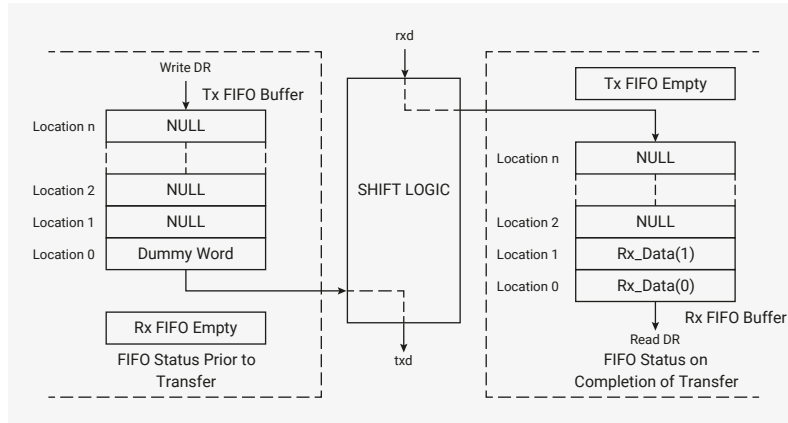 Write DR
Tx FIFO Buffer
Location n
NULL
Location 2
NULL
Location 1
NULL
Location 0
Dummy Word
Rx FIFO Empty
FIFO Status Prior to
Transfer
rxd
SHIFT LOGIC
txd
Tx FIFO Empty
Location n
NULL
Location 2
NULL
Location 1
Rx_Data(1)
Location 0
Rx_Data(0)
Rx FIFO Buffer
Read DR
FIFO Status on
Completion of Transfer